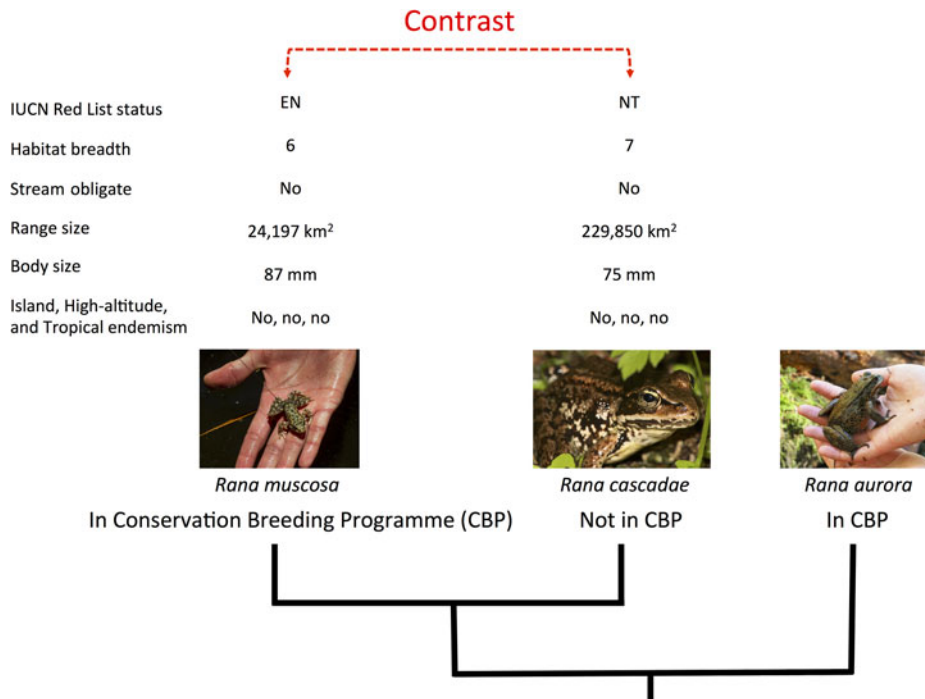 Contrast
IUCN Red List status EN NT
Habitat breadth 6 7
Stream obligate No No
Range size 24,197 km² 229,850 km²
Body size 87 mm 75 mm
Island, High-altitude,
and Tropical endemism No, no, no No, no, no
Rana muscosa Rana cascadae Rana aurora
In Conservation Breeding Programme (CBP) Not in CBP In CBP